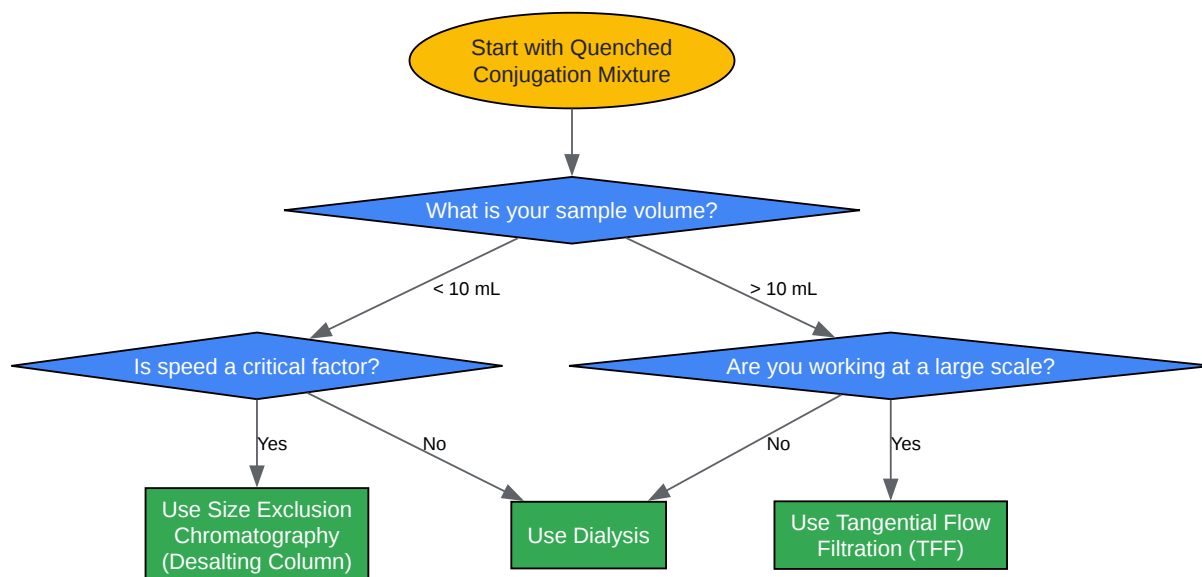 Start with Quenched
Conjugation Mixture
What is your sample volume?
< 10 mL
> 10 mL
Is speed a critical factor?
Are you working at a large scale?
Yes
No
No
Yes
Use Size Exclusion
Chromatography
(Desalting Column)
Use Dialysis
Use Tangential Flow
Filtration (TFF)